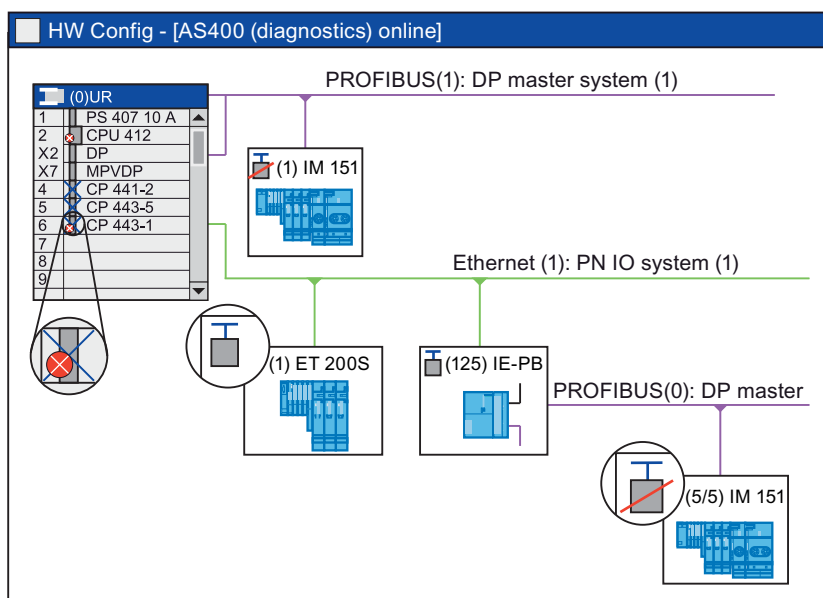 HW Config - [AS400 (diagnostics) online]
PROFIBUS(1): DP master system (1)
(0)UR
1 PS 407 10 A
2 CPU 412
X2 DP
X7 MPVDP
4 CP 441-2
5 CP 443-5
6 CP 443-1
7
8
9
(1) IM 151
Ethernet (1): PN IO system (1)
(1) ET 200S
(125) IE-PB
PROFIBUS(0): DP master
(5/5) IM 151